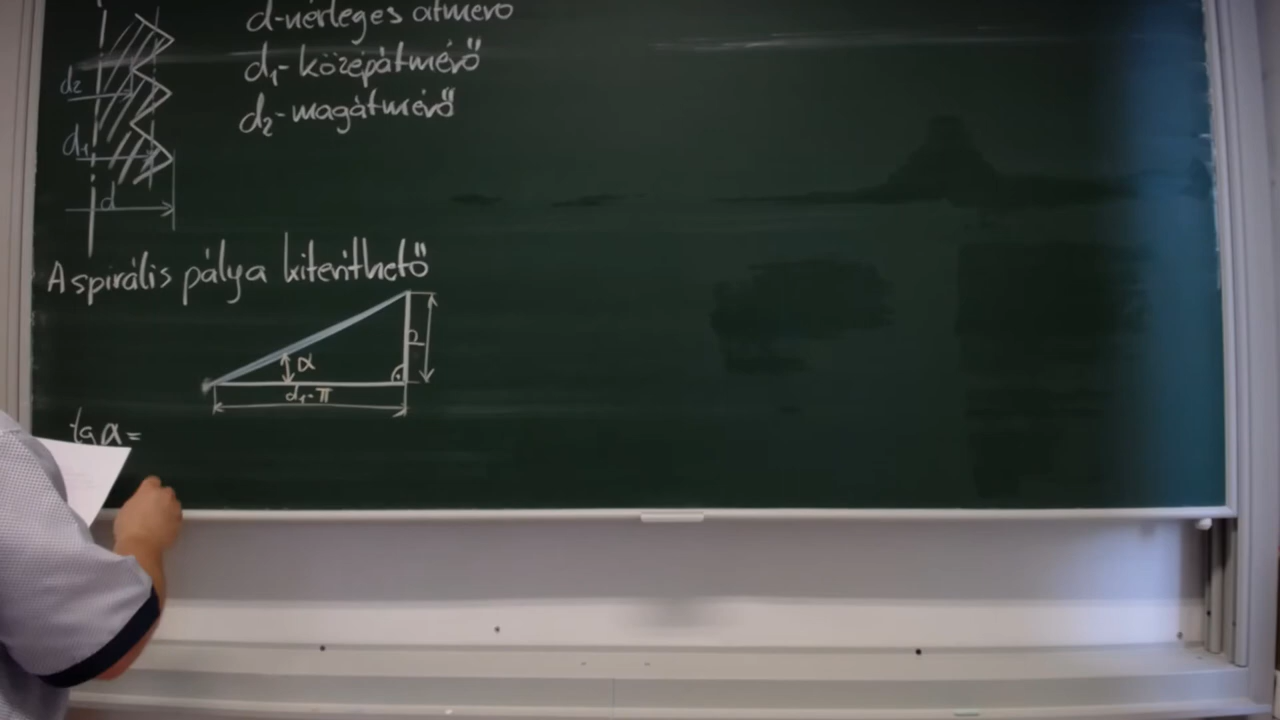 d-névleges átmérő
d₁-középátmérő
d₂-magátmérő
d₂
d₁
d
A spirális pálya kiteríthető
α
p
d₁·π
tg α =